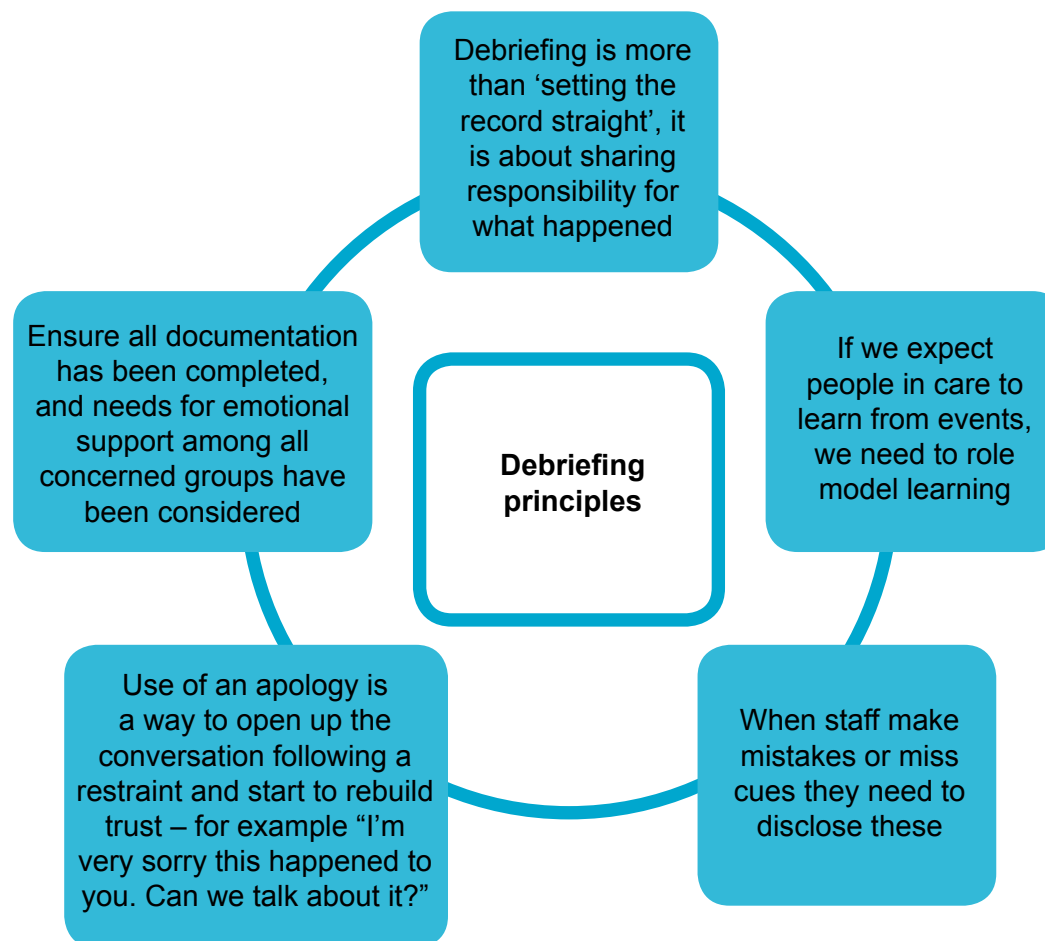 Debriefing is more
than ‘setting the
record straight’, it
is about sharing
responsibility for
what happened
If we expect
people in care to
learn from events,
we need to role
model learning
When staff make
mistakes or miss
cues they need to
disclose these
Use of an apology is
a way to open up the
conversation following a
restraint and start to rebuild
trust – for example “I’m
very sorry this happened to
you. Can we talk about it?”
Ensure all documentation
has been completed,
and needs for emotional
support among all
concerned groups have
been considered
Debriefing
principles